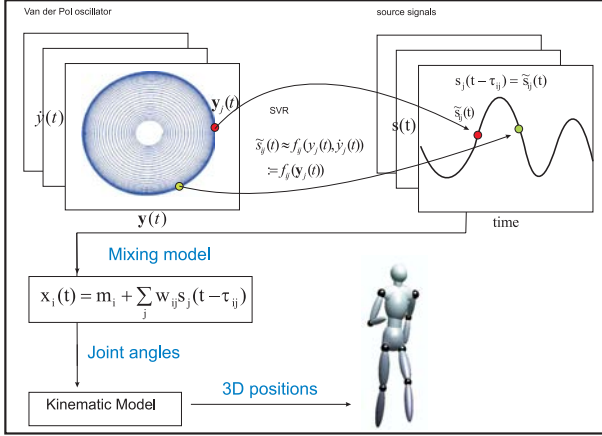 Van der Pol oscillator
source signals
ẏ(t)
y_j(t)
y(t)
SVR
s̃_ij(t) ≈ f_ij(y_j(t), ẏ_j(t))
:= f_ij(y_j(t))
s_j(t − τ_ij) = s̃_ij(t)
s̃_ij(t)
s(t)
time
Mixing model
x_i(t) = m_i + ∑_j w_ij s_j(t − τ_ij)
Joint angles
Kinematic Model
3D positions